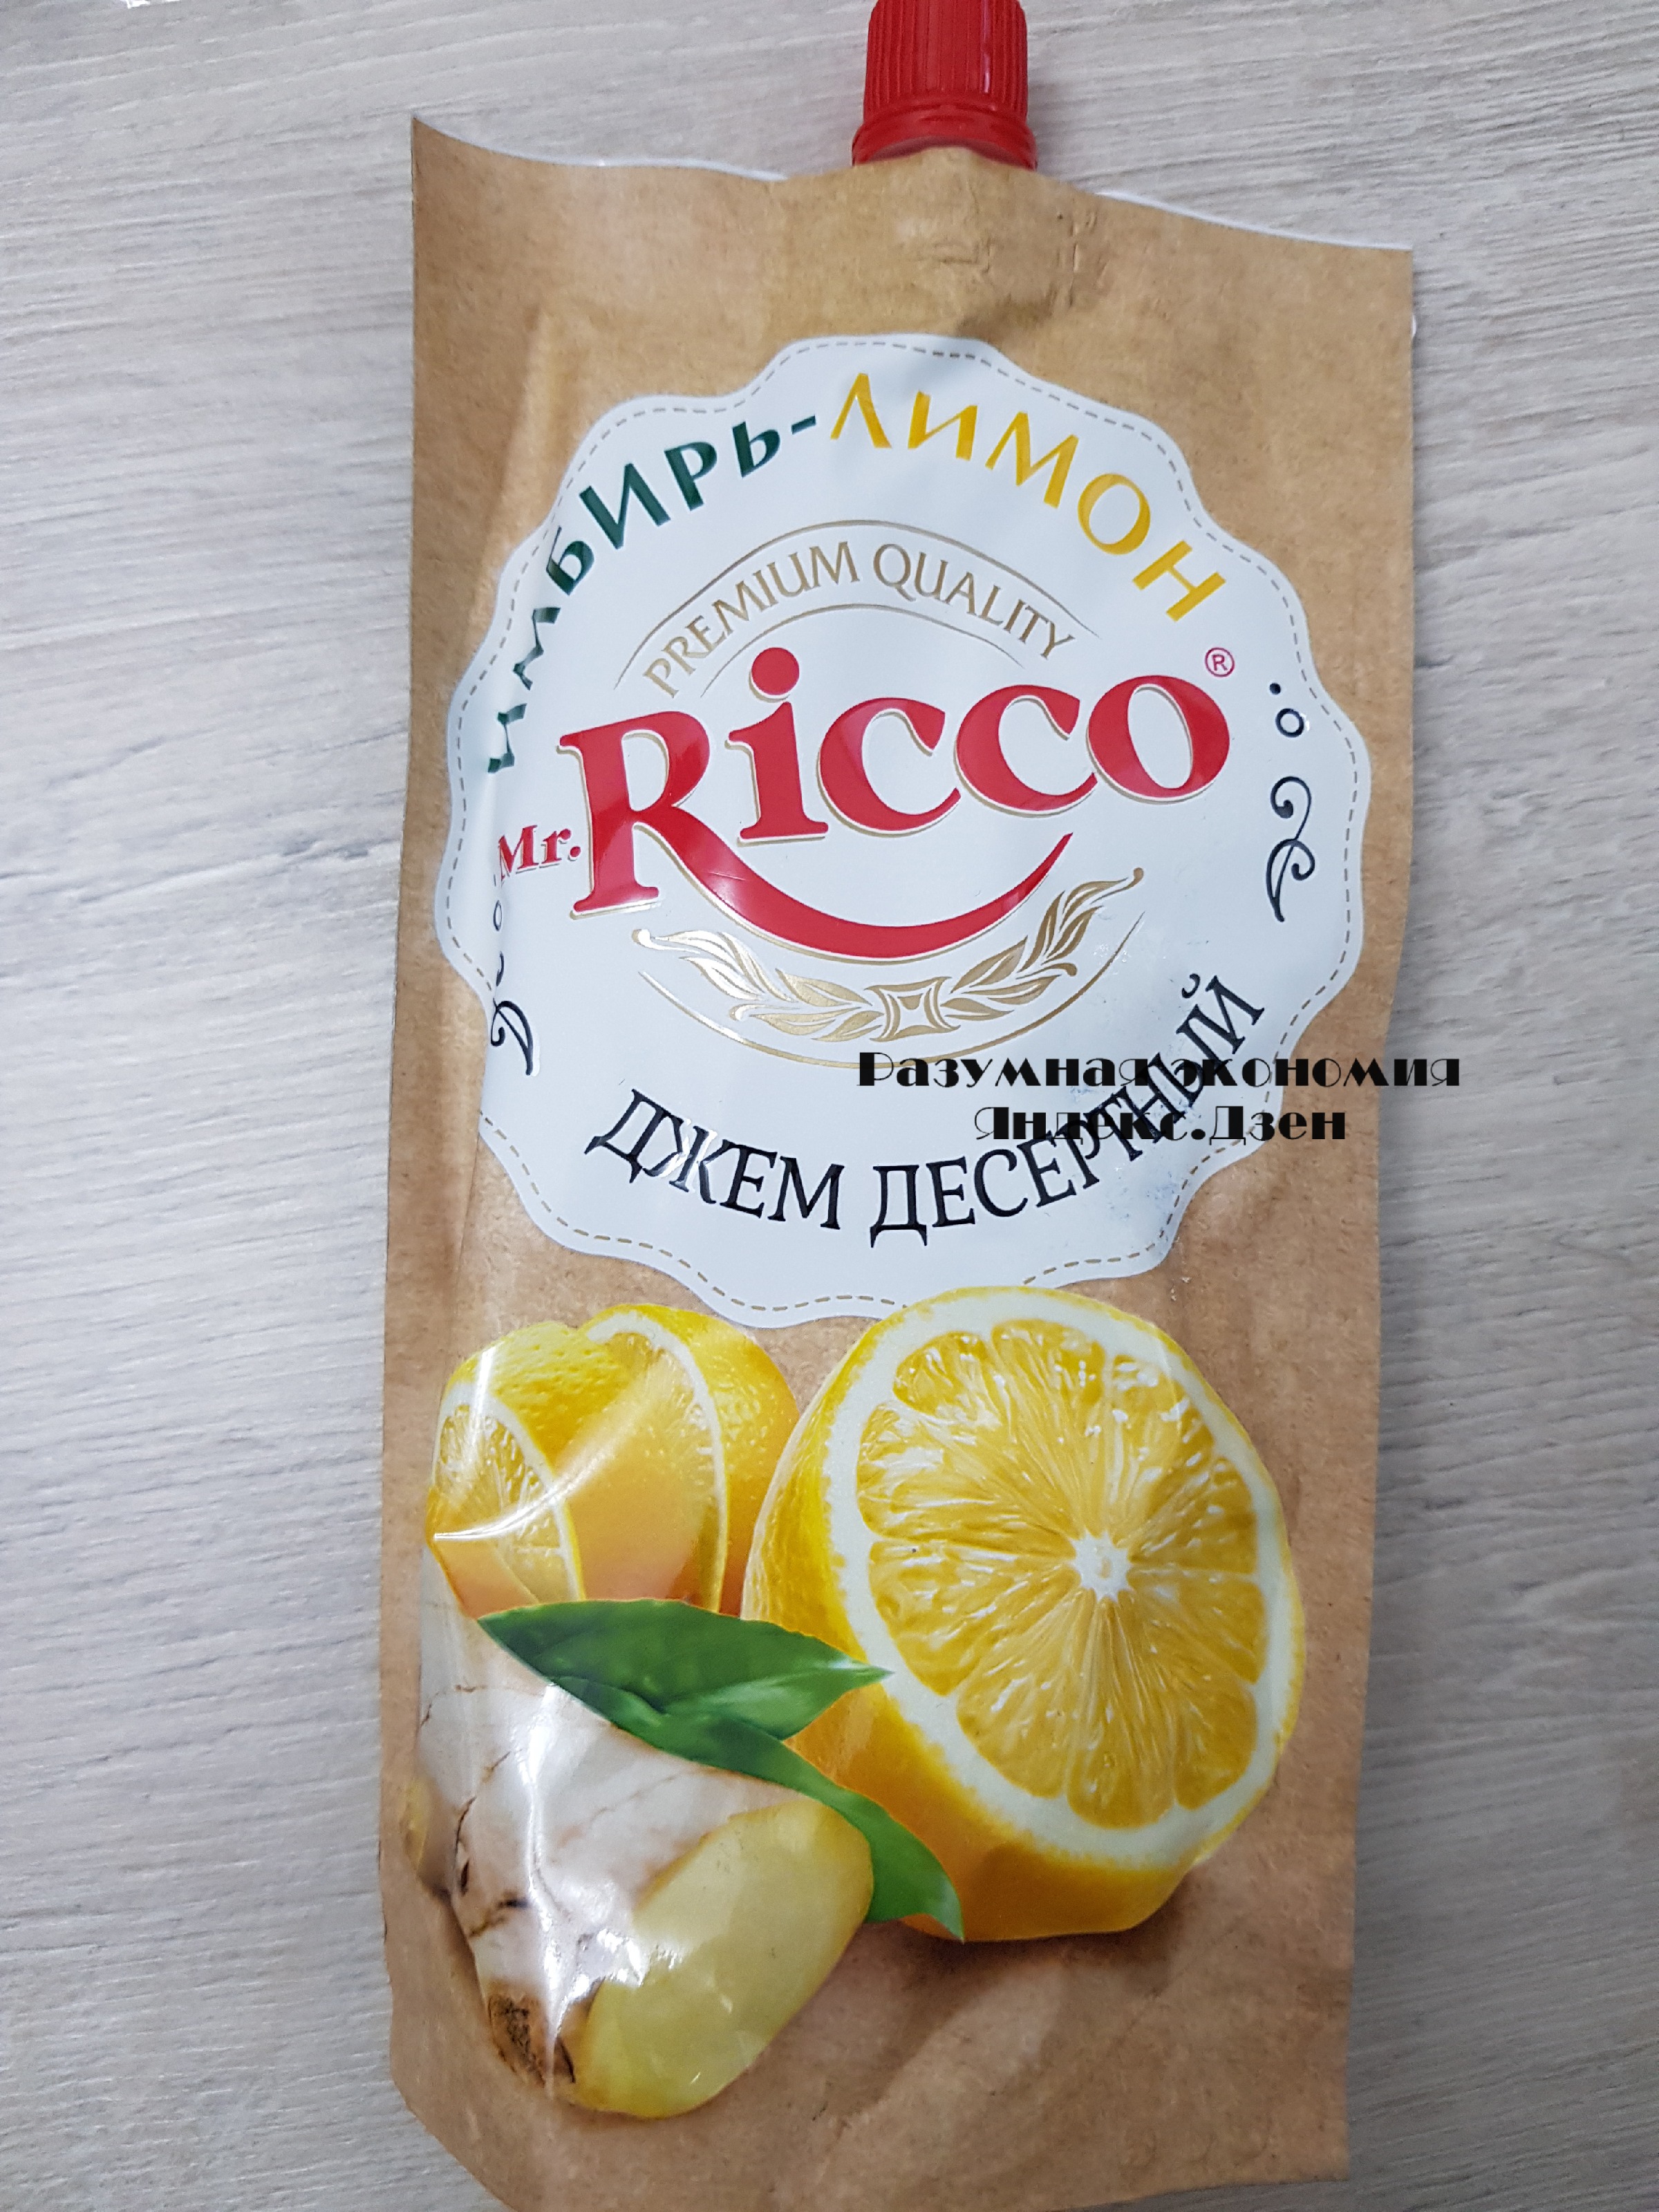 ИМБИРЬ-ЛИМОН
PREMIUM QUALITY
Mr. Ricco®
ДЖЕМ ДЕСЕРТНЫЙ
Разумная экономия
Яндекс.Дзен